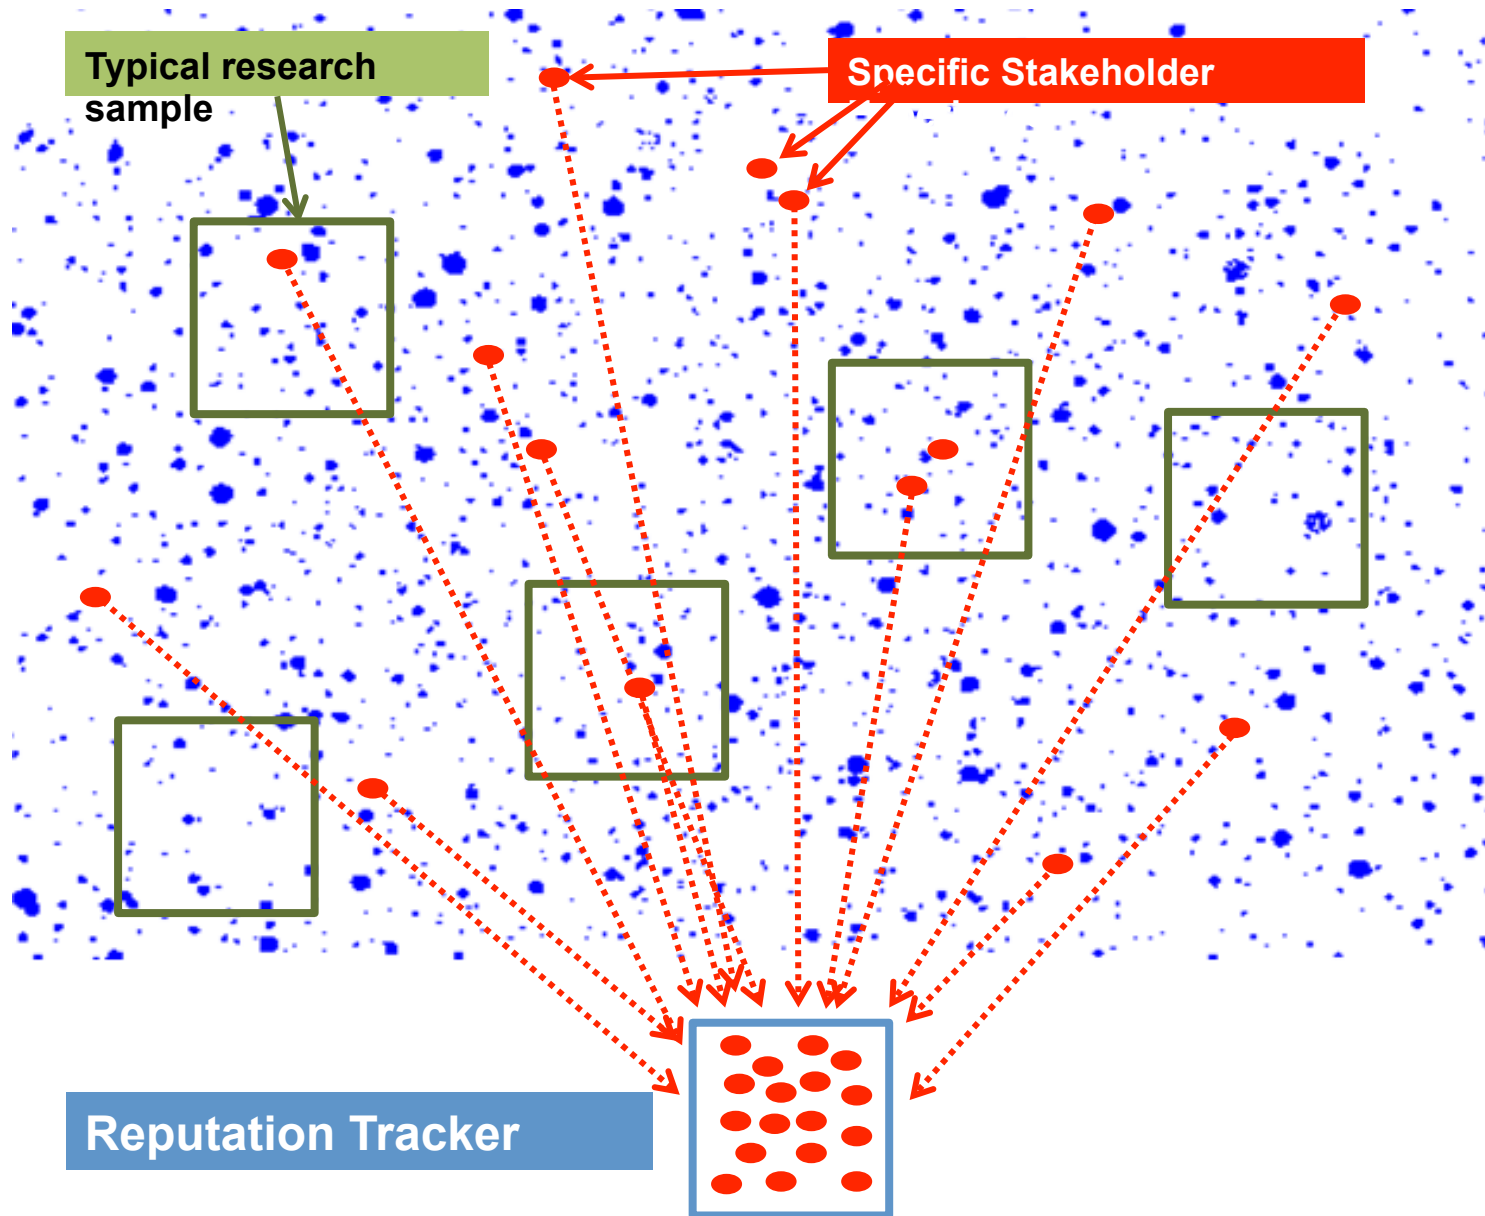 Typical research
sample
Specific Stakeholder
Reputation Tracker